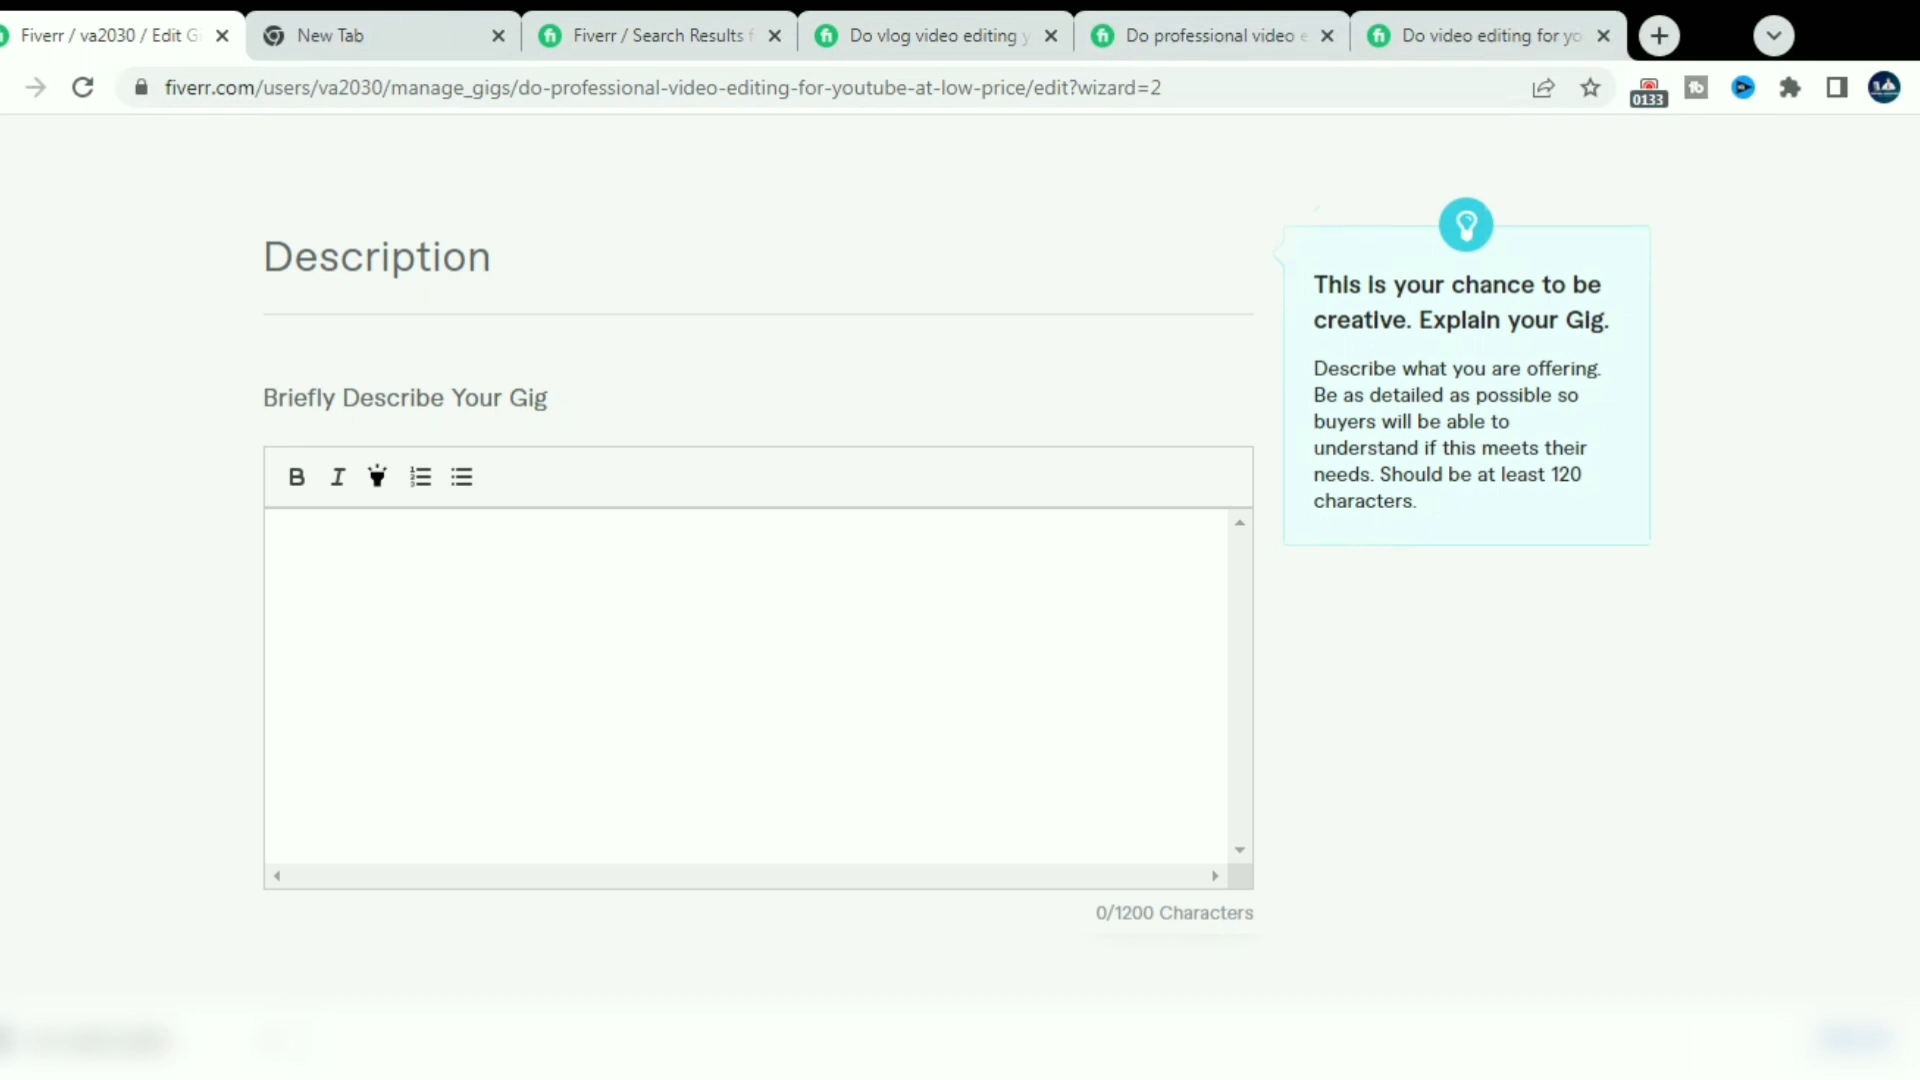 Fiverr / va2030 / Edit G
New Tab
Fiverr / Search Results f
Do vlog video editing y
Do professional video e
Do video editing for yo
fiverr.com/users/va2030/manage_gigs/do-professional-video-editing-for-youtube-at-low-price/edit?wizard=2
0133
Description
This is your chance to be
creative. Explain your Gig.
Describe what you are offering.
Be as detailed as possible so
buyers will be able to
understand if this meets their
needs. Should be at least 120
characters.
Briefly Describe Your Gig
B I
0/1200 Characters